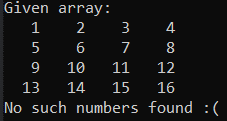 Given array:
1 2 3 4
5 6 7 8
9 10 11 12
13 14 15 16
No such numbers found :(